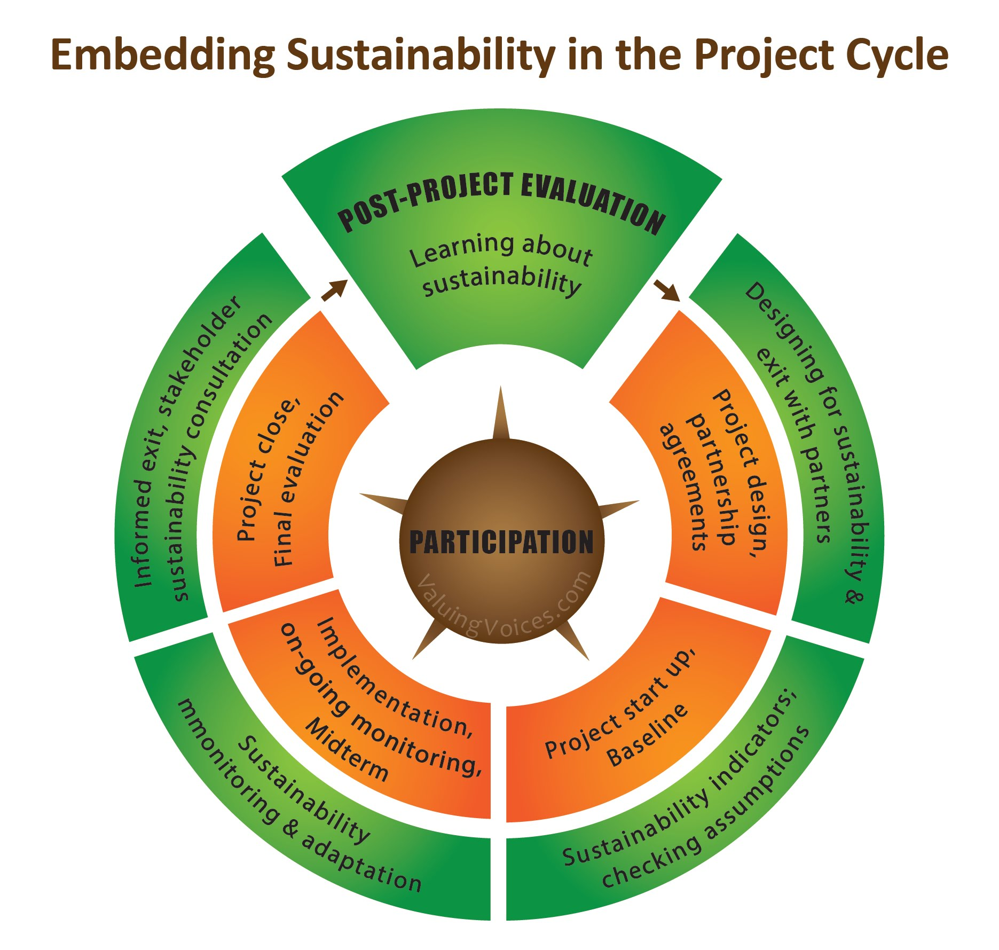 Embedding Sustainability in the Project Cycle
POST-PROJECT EVALUATION
Learning about
sustainability
Designing for sustainability &
exit with partners
Project design,
partnership
agreements
Sustainability indicators;
checking assumptions
Project start up,
Baseline
Implementation,
on-going monitoring,
Midterm
Sustainability
mmonitoring & adaptation
Informed exit, stakeholder
sustainability consultation
Project close,
Final evaluation
PARTICIPATION
ValuingVoices.com